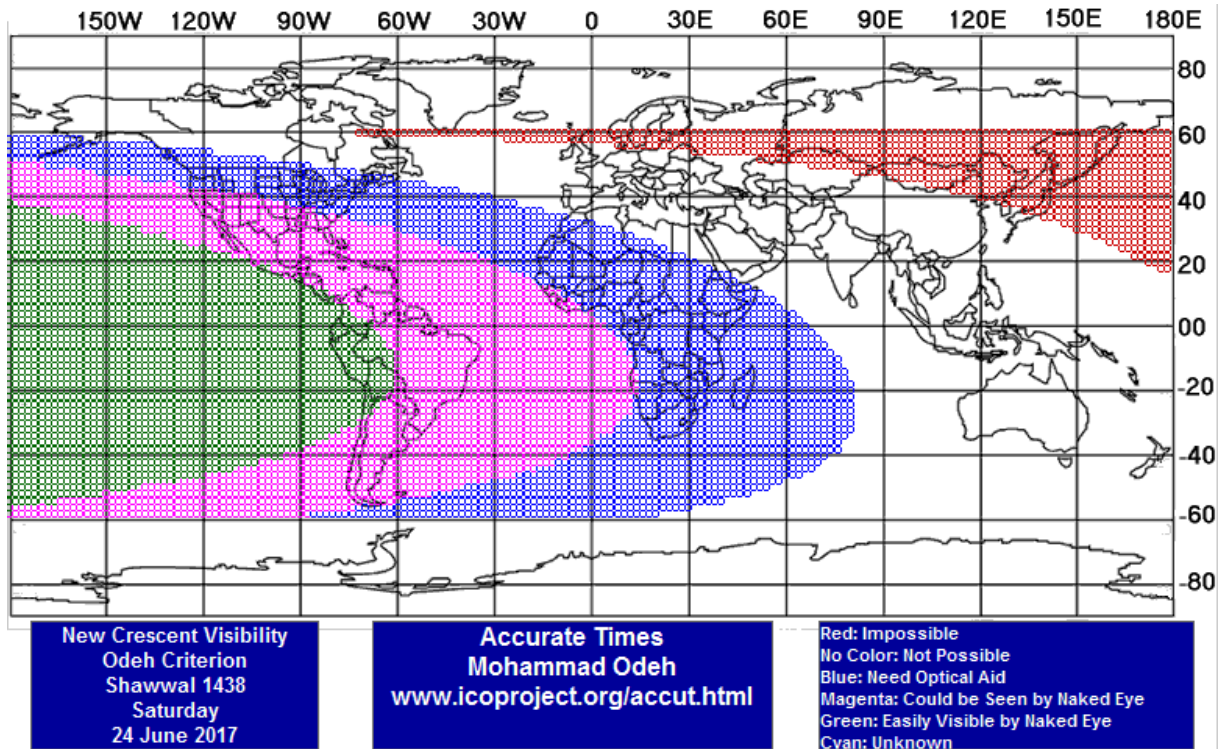 150W 120W 90W 60W 30W 0 30E 60E 90E 120E 150E 180E
80
60
40
20
00
-20
-40
-60
-80
New Crescent Visibility
Odeh Criterion
Shawwal 1438
Saturday
24 June 2017
Accurate Times
Mohammad Odeh
www.icoproject.org/accut.html
Red: Impossible
No Color: Not Possible
Blue: Need Optical Aid
Magenta: Could be Seen by Naked Eye
Green: Easily Visible by Naked Eye
Cyan: Unknown